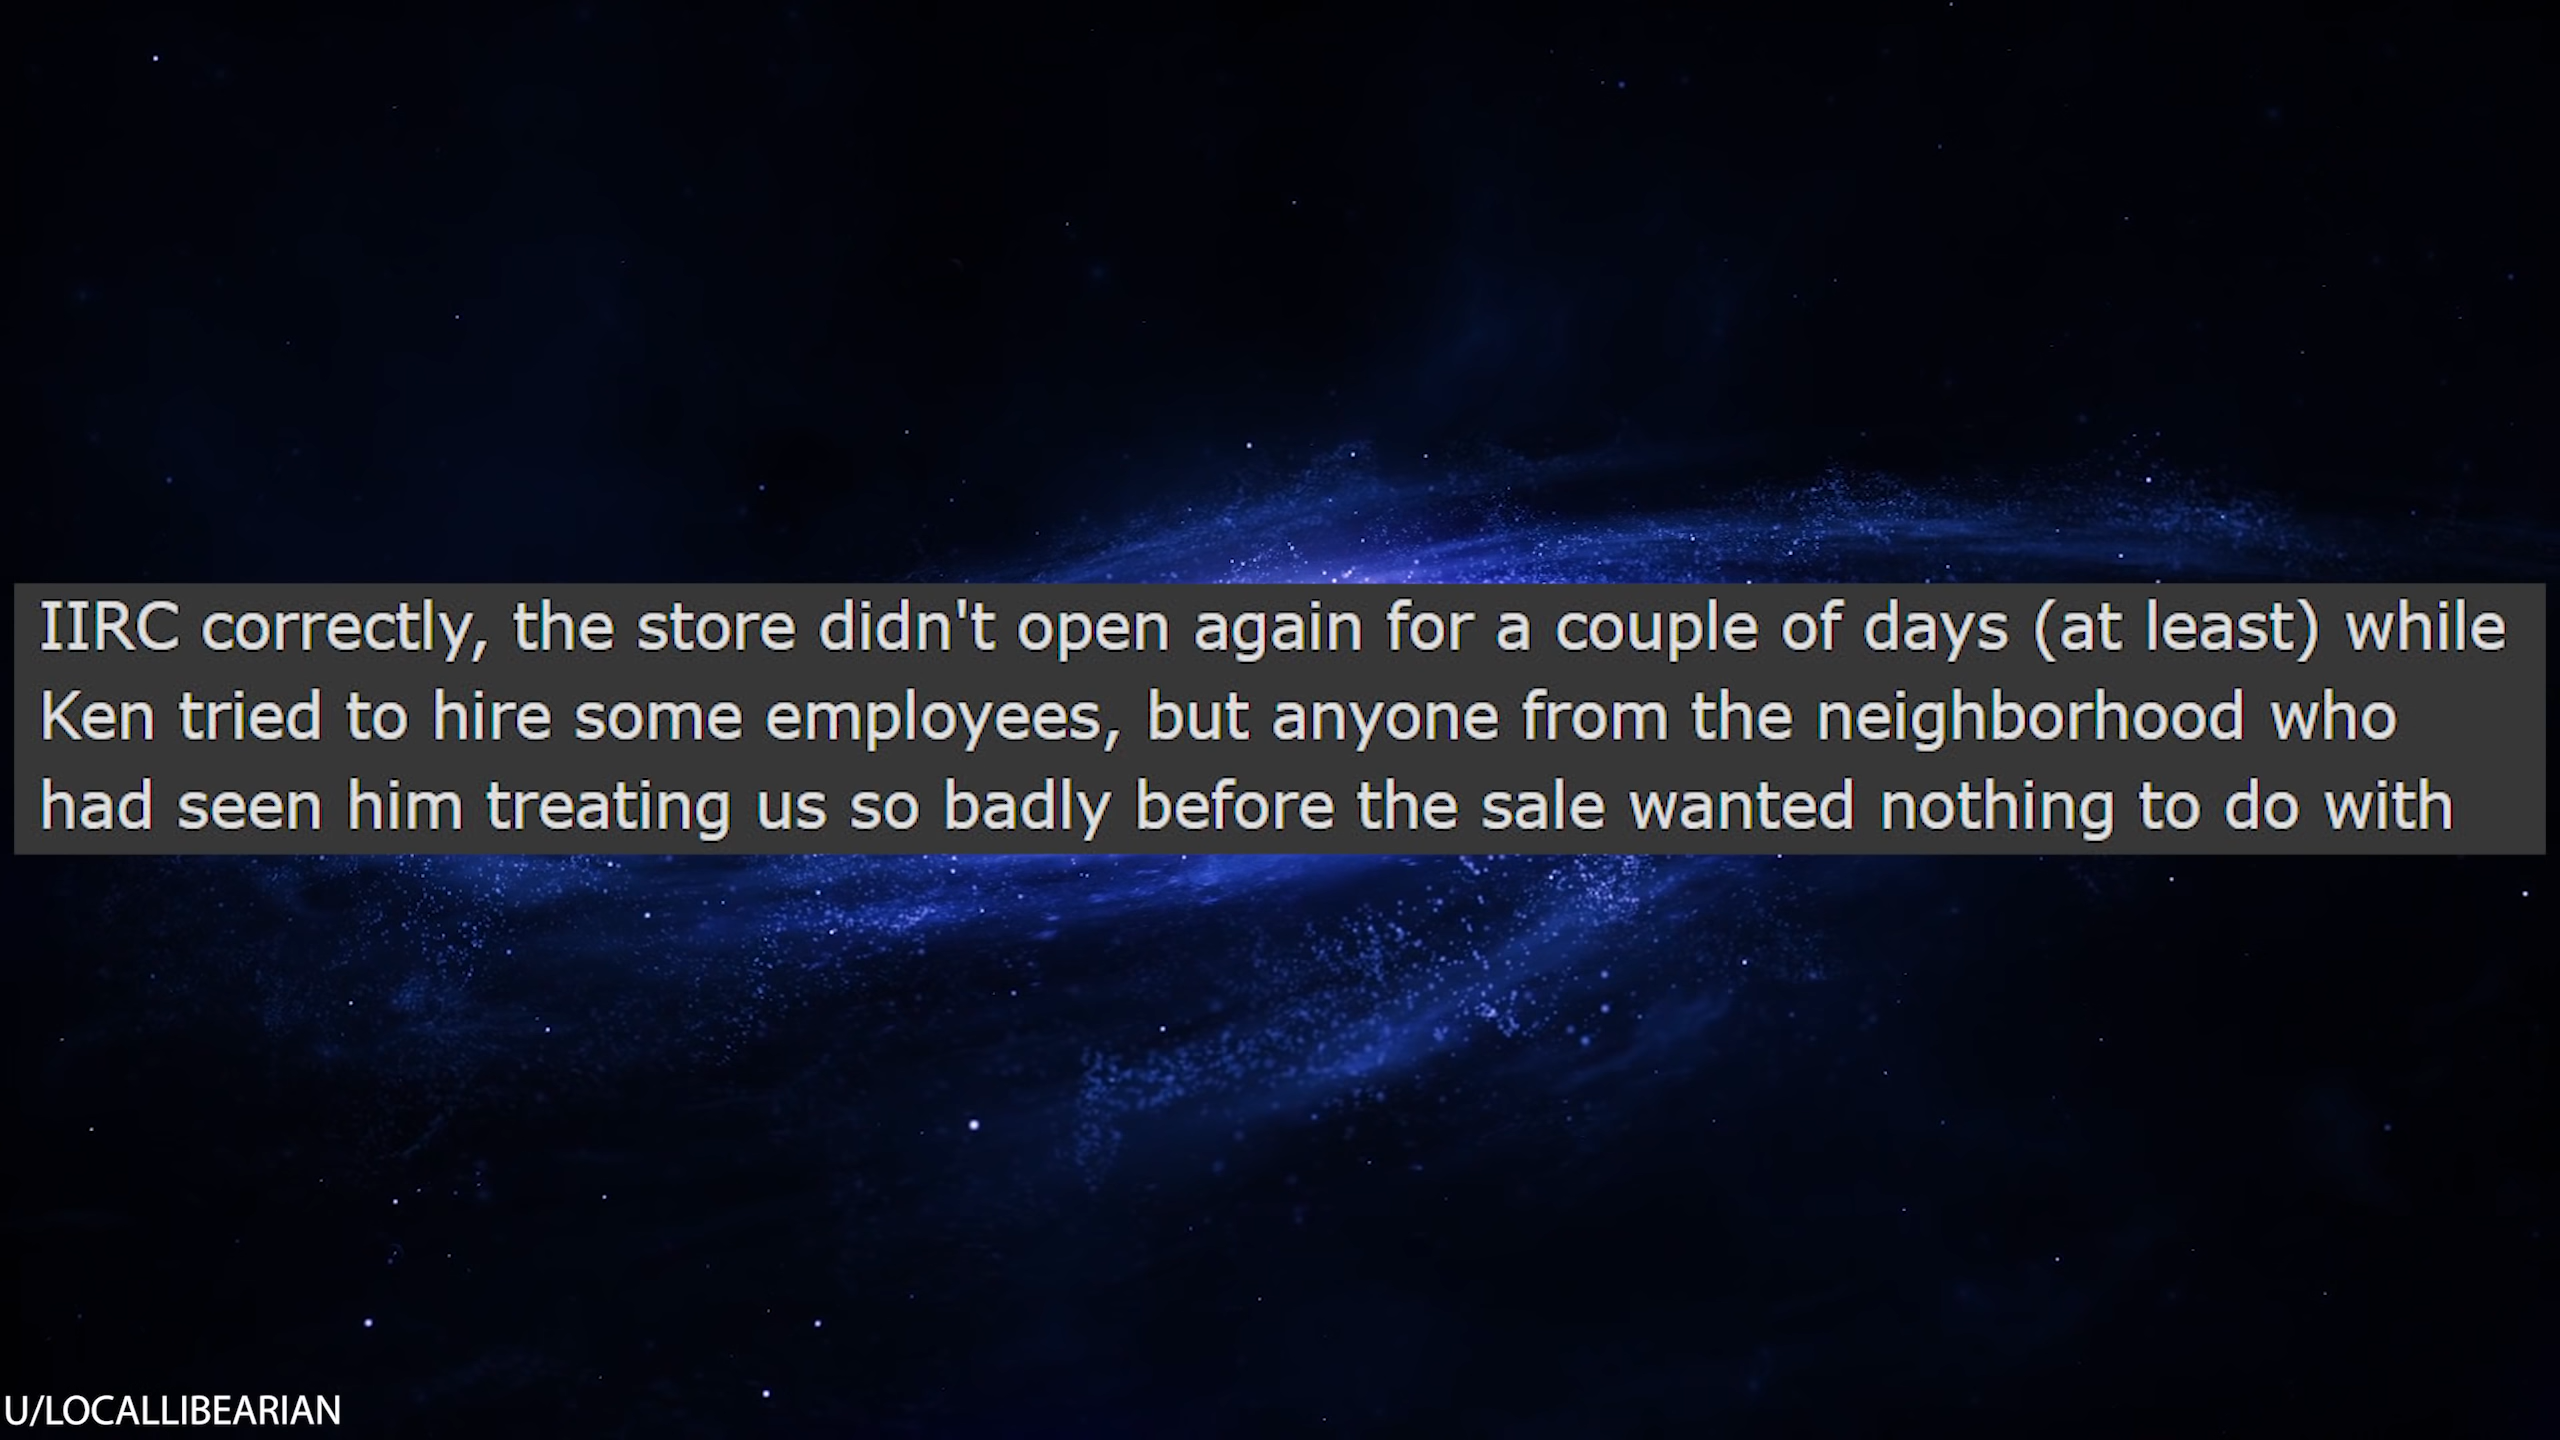 IIRC correctly, the store didn't open again for a couple of days (at least) while
Ken tried to hire some employees, but anyone from the neighborhood who
had seen him treating us so badly before the sale wanted nothing to do with
U/LOCALLIBEARIAN